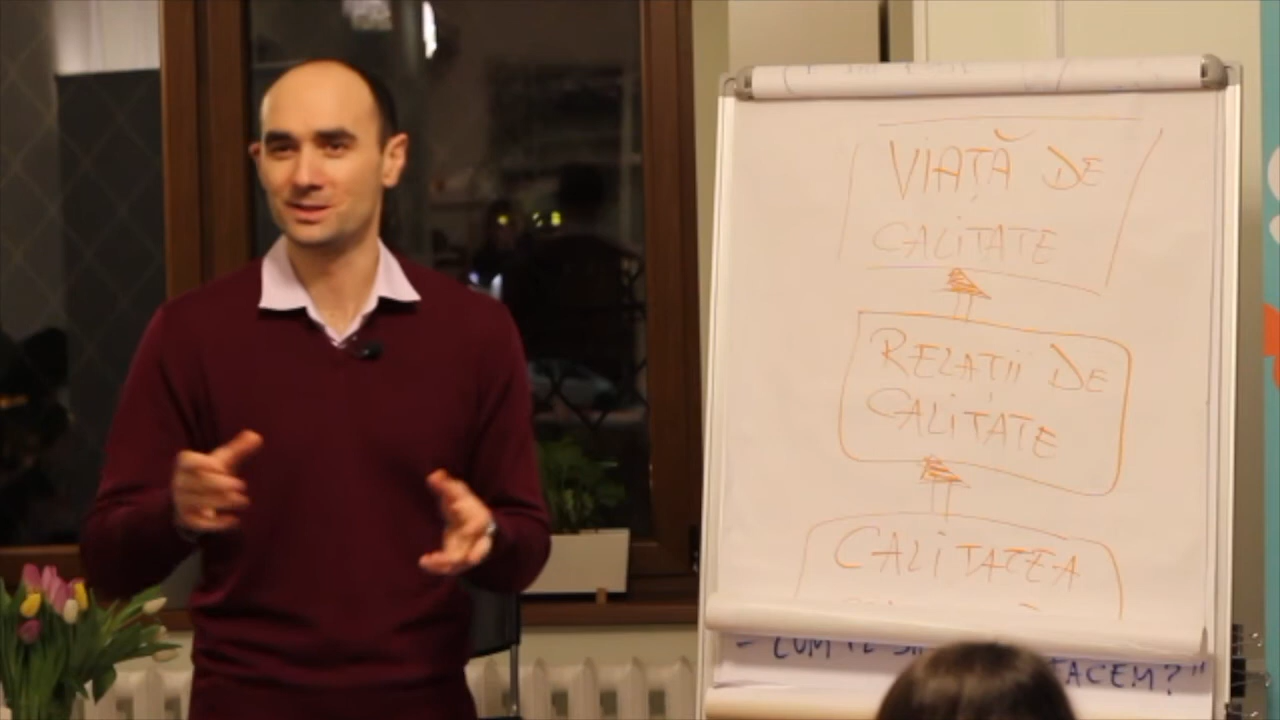 VIAȚĂ DE
CALITATE
RELAȚII DE
CALITATE
CALITATEA
FACEM?"